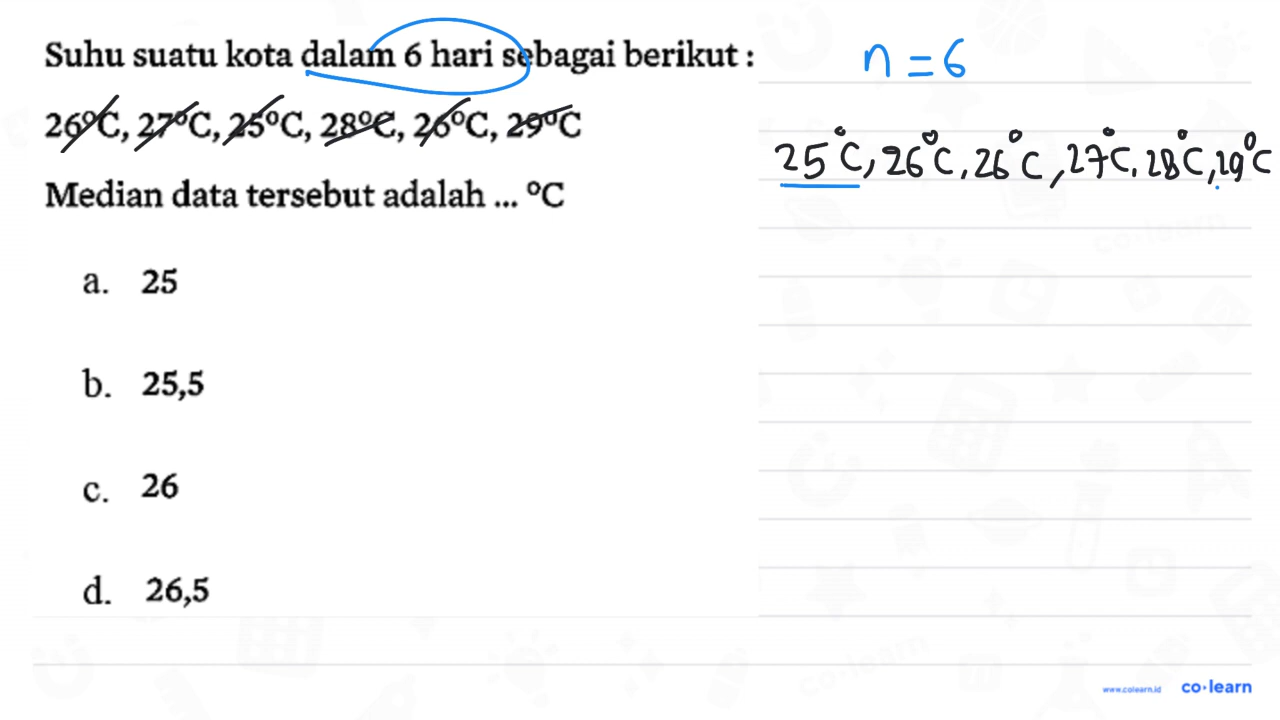 Suhu suatu kota dalam 6 hari sebagai berikut :
n = 6
26°C, 27°C, 25°C, 28°C, 26°C, 29°C
25°C, 26°C, 26°C, 27°C, 28°C, 29°C
Median data tersebut adalah ... °C
a. 25
b. 25,5
c. 26
d. 26,5
www.colearn.id co·learn